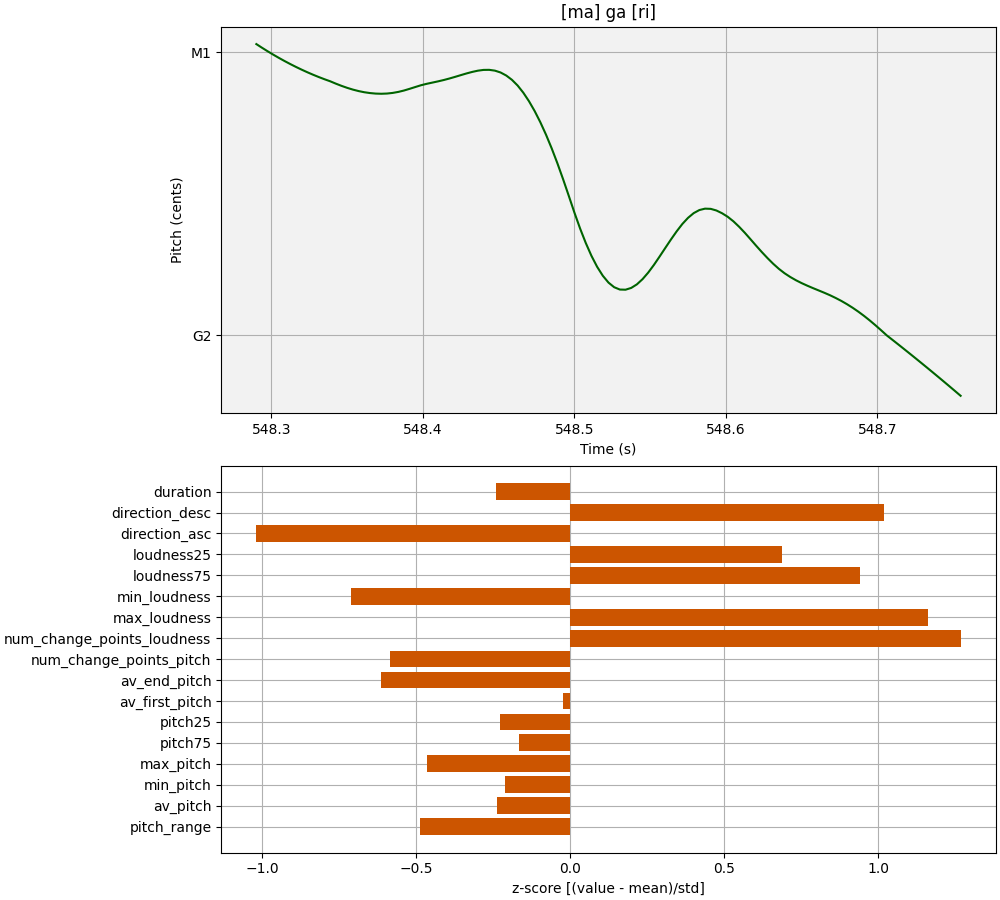 [ma] ga [ri]
M1
G2
Pitch (cents)
548.3 548.4 548.5 548.6 548.7
Time (s)
duration
direction_desc
direction_asc
loudness25
loudness75
min_loudness
max_loudness
num_change_points_loudness
num_change_points_pitch
av_end_pitch
av_first_pitch
pitch25
pitch75
max_pitch
min_pitch
av_pitch
pitch_range
−1.0 −0.5 0.0 0.5 1.0
z-score [(value - mean)/std]